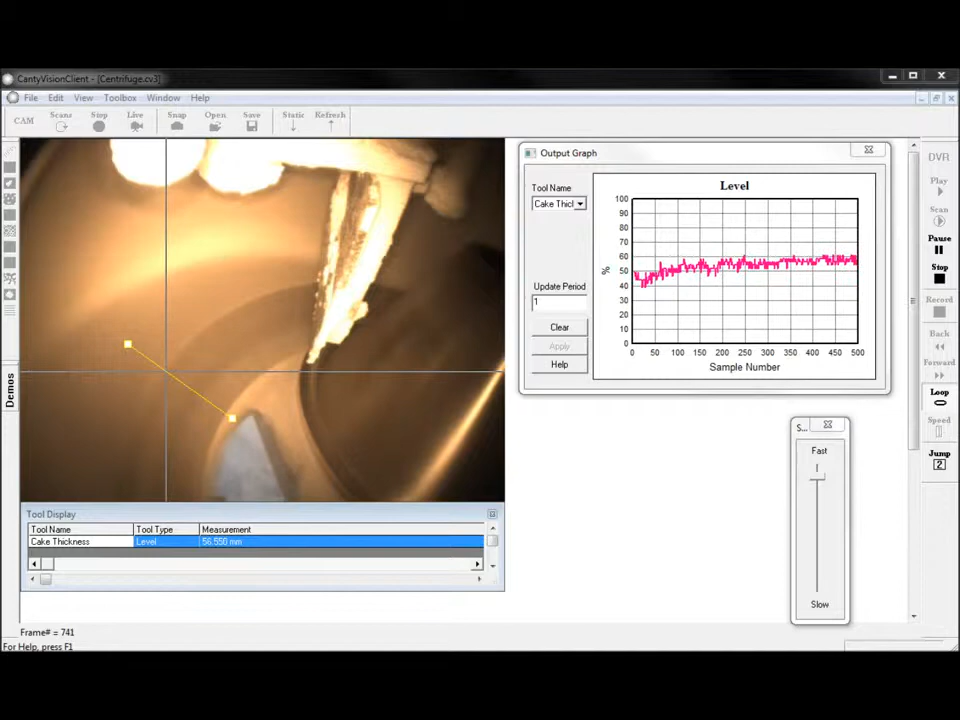 CantyVisionClient - [Centrifuge.cv3]
File Edit View Toolbox Window Help
CAM Scans Stop Live Snap Open Save Static Refresh
Output Graph
Tool Name
Cake Thicl
Update Period
1
Clear
Apply
Help
Level
100
90
80
70
60
50
40
30
20
10
0
%
0 50 100 150 200 250 300 350 400 450 500
Sample Number
DVR
Play
Scan
Pause
Stop
Record
Back
Forward
Loop
Speed
Jump
2
Demos
S...
Fast
Slow
Tool Display
Tool Name Tool Type Measurement
Cake Thickness Level 56.550 mm
Frame# = 741
For Help, press F1